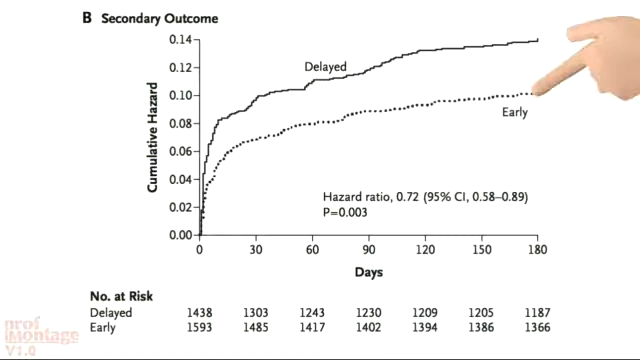 B Secondary Outcome
0.14
0.12
0.10
0.08
0.06
0.04
0.02
0.00
Cumulative Hazard
Delayed
Early
Hazard ratio, 0.72 (95% CI, 0.58–0.89)
P=0.003
0 30 60 90 120 150 180
Days
No. at Risk
Delayed 1438 1303 1243 1230 1209 1205 1187
Early 1593 1485 1417 1402 1394 1386 1366
prof
iMontage
V1.0